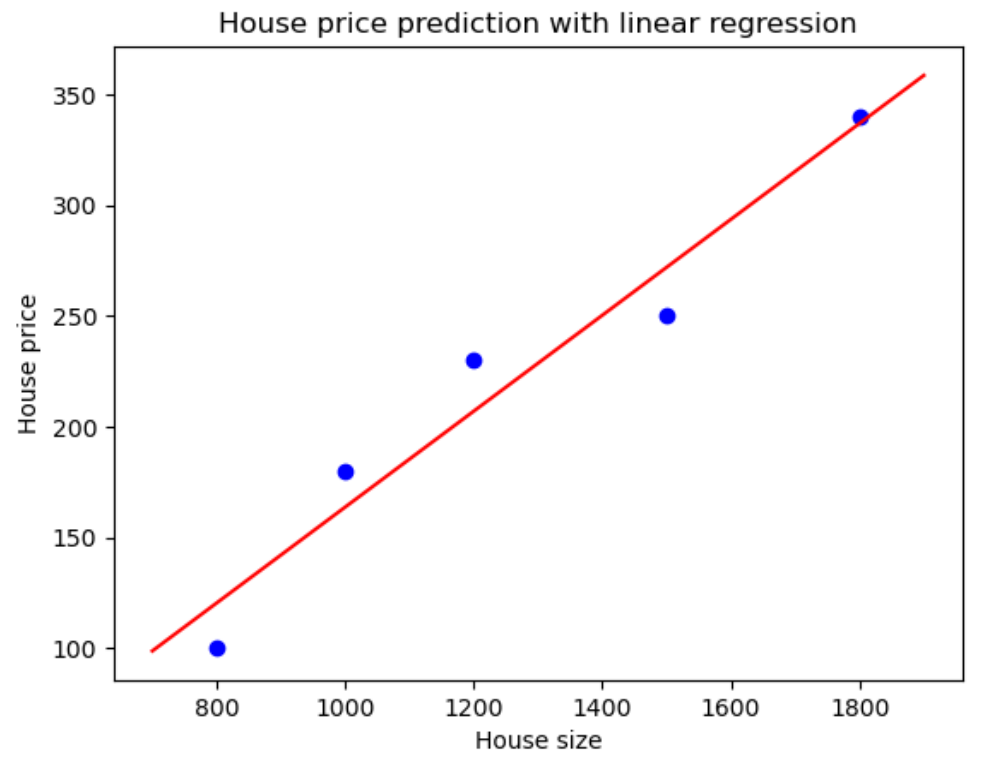 House price prediction with linear regression
House price
350
300
250
200
150
100
800 1000 1200 1400 1600 1800
House size